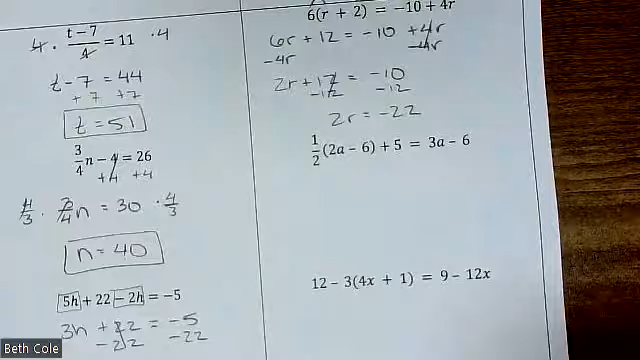 4 · (t − 7)/4 = 11 · 4
t − 7 = 44
+ 7 + 7
t = 51
3/4 n − 4 = 26
+4 +4
4/3 · 3/4 n = 30 · 4/3
n = 40
5h + 22 − 2h = −5
3h + 22 = −5
− 22 − 22
6(r + 2) = −10 + 4r
6r + 12 = −10 + 4r
−4r −4r
2r + 12 = −10
−12 −12
2r = −22
1/2 (2a − 6) + 5 = 3a − 6
12 − 3(4x + 1) = 9 − 12x
Beth Cole